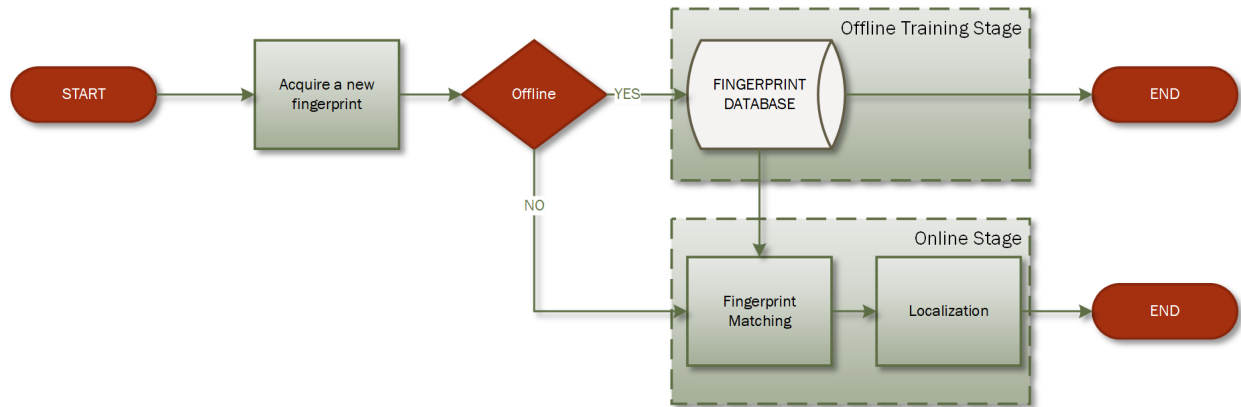 Offline Training Stage
START
Acquire a new
fingerprint
Offline
YES
FINGERPRINT
DATABASE
END
NO
Online Stage
Fingerprint
Matching
Localization
END